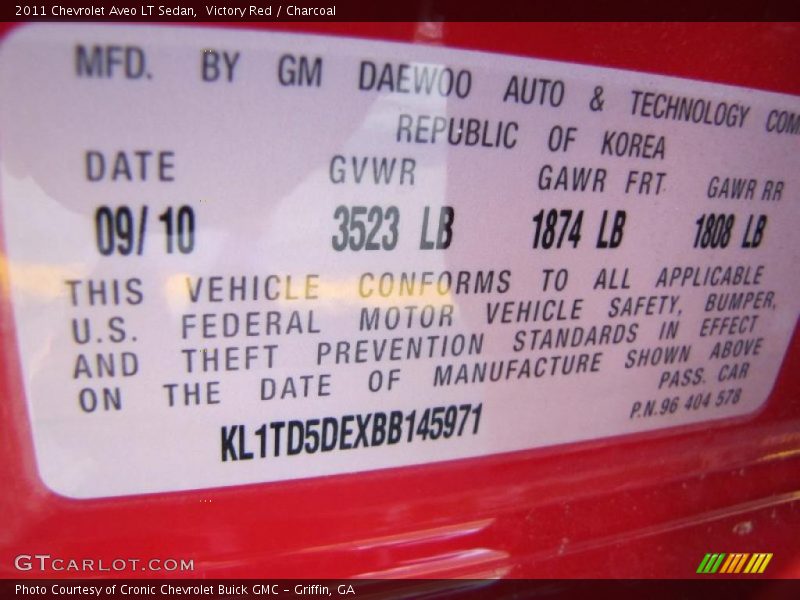 2011 Chevrolet Aveo LT Sedan, Victory Red / Charcoal
MFD. BY GM DAEWOO AUTO & TECHNOLOGY COM
REPUBLIC OF KOREA
DATE GVWR GAWR FRT GAWR RR
09/10 3523 LB 1874 LB 1808 LB
THIS VEHICLE CONFORMS TO ALL APPLICABLE
U.S. FEDERAL MOTOR VEHICLE SAFETY, BUMPER,
AND THEFT PREVENTION STANDARDS IN EFFECT
ON THE DATE OF MANUFACTURE SHOWN ABOVE
PASS. CAR
KL1TD5DEXBB145971
P.N.96 404 578
GTCARLOT.COM
Photo Courtesy of Cronic Chevrolet Buick GMC - Griffin, GA